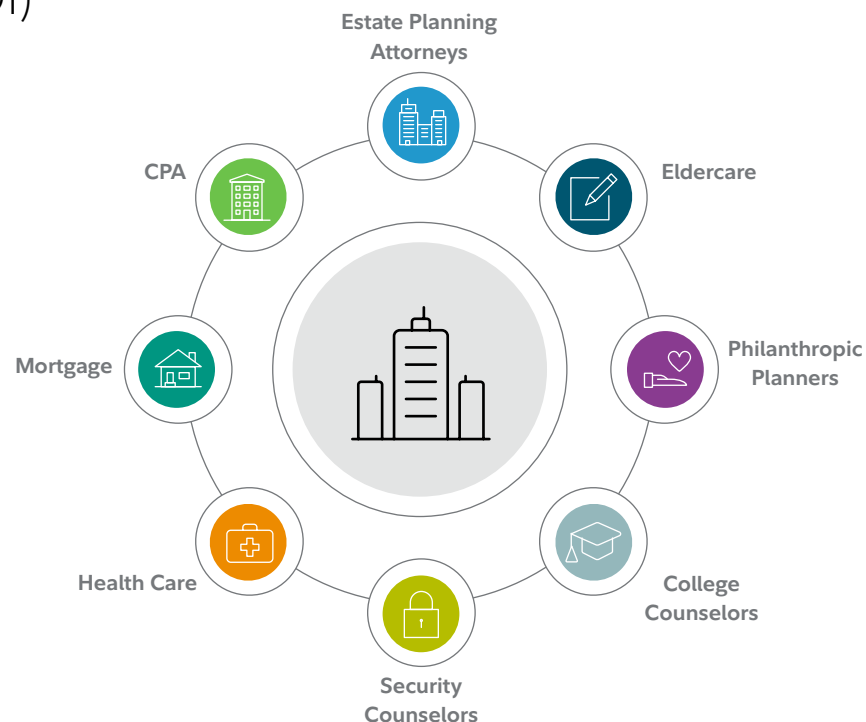 Estate Planning
Attorneys
CPA
Eldercare
Mortgage
Philanthropic
Planners
Health Care
College
Counselors
Security
Counselors